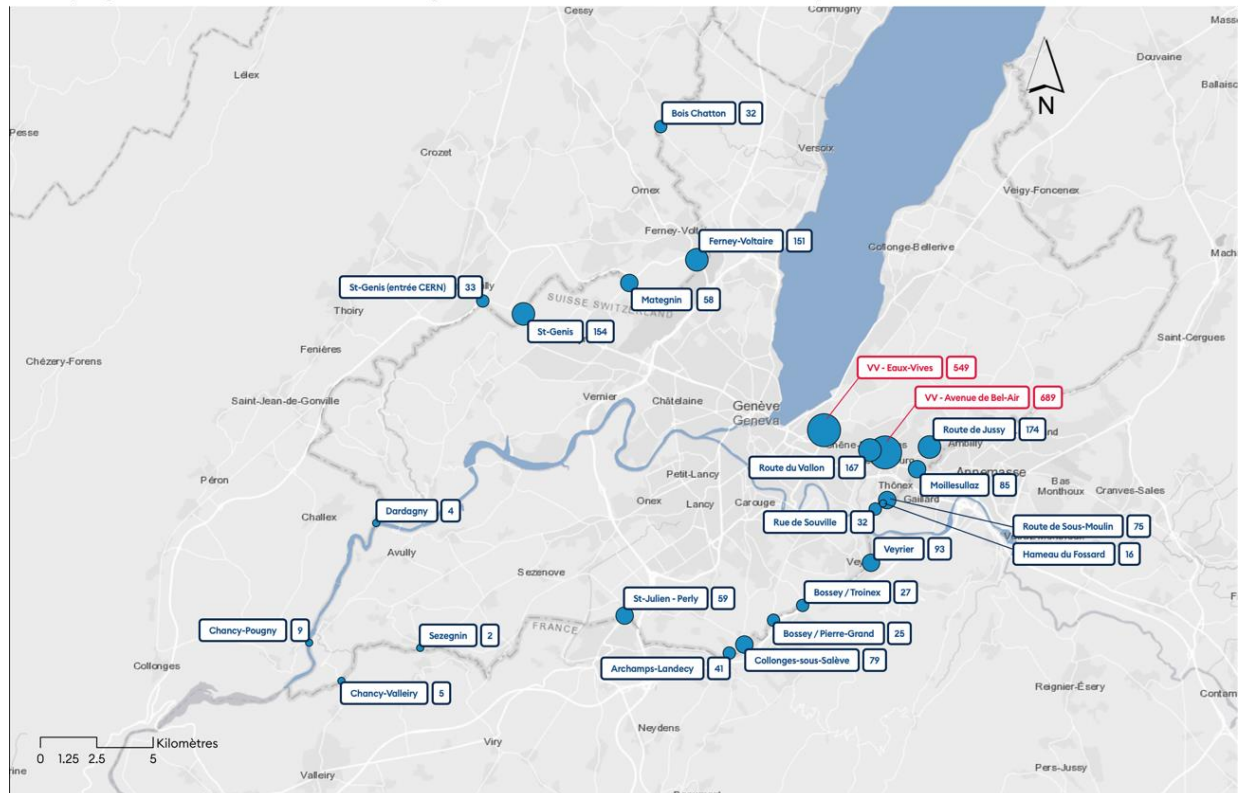 Cessy
Commugny
Masse
Douvaine
Lélex
Ballaiso
Pesse
Bois Chatton 32
Crozet
Versoix
N
Ornex
Veigy-Foncenex
Ferney-Vol
Ferney-Voltaire 151
Collonge-Bellerive
Mach
St-Genis (entrée CERN) 33
illy
Mategnin 58
Thoiry
SUISSE SWITZERLAND
St-Genis 154
Saint-Cergues
Fenières
Chézery-Forens
VV - Eaux-Vives 549
Saint-Jean-de-Gonville
Vernier
Châtelaine
Genève
Geneva
VV - Avenue de Bel-Air 689
Route de Jussy 174
Ambilly
Route du Vallon 167
Petit-Lancy
Annemasse
Moillesullaz 85
Péron
Thônex
Gaillard
Bas
Monthoux
Cranves-Sales
Onex
Lancy
Carouge
Challex
Dardagny 4
Rue de Souville 32
Route de Sous-Moulin 75
Avully
Veyrier 93
Hameau du Fossard 16
Sezenove
St-Julien - Perly 59
Bossey / Troinex 27
FRANCE
Chancy-Pougny 9
Sezegnin 2
Bossey / Pierre-Grand 25
Collonges
Archamps-Landecy 41
Collonges-sous-Salève 79
Chancy-Valleiry 5
Reignier-Ésery
Contam
Neydens
Viry
Kilomètres
0 1.25 2.5 5
Valleiry
Pers-Jussy